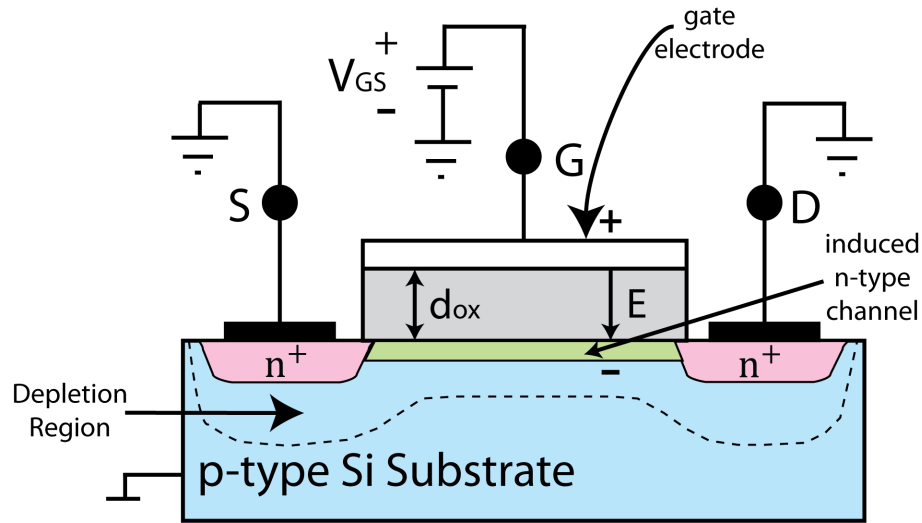 gate
electrode
+
VGS
-
G
S
D
+
induced
n-type
channel
dox
E
n+
n+
-
Depletion
Region
p-type Si Substrate